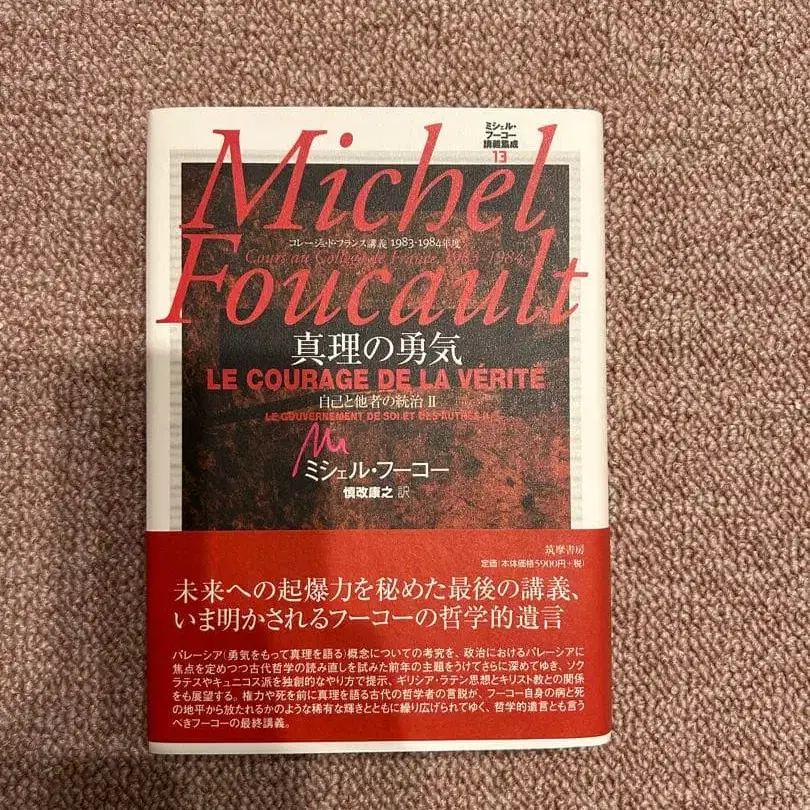 ミシェル・
フーコー
講義集成
13
Michel
コレージュ・ド・フランス講義 1983-1984年度
Cours au Collège de France, 1983-1984
Foucault
真理の勇気
LE COURAGE DE LA VÉRITÉ
自己と他者の統治 II
LE GOUVERNEMENT DE SOI ET DES AUTRES II
ミシェル・フーコー
慎改康之 訳
筑摩書房
定価(本体価格5900円+税)
未来への起爆力を秘めた最後の講義、
いま明かされるフーコーの哲学的遺言
パレーシア(勇気をもって真理を語る)概念についての考究を、政治におけるパレーシアに
焦点を定めつつ古代哲学の読み直しを試みた前年の主題をうけてさらに深めてゆき、ソク
ラテスやキュニコス派を独創的なやり方で提示、ギリシア・ラテン思想とキリスト教との関係
をも展望する。権力や死を前に真理を語る古代の哲学者の言説が、フーコー自身の病と死
の地平から放たれるかのような稀有な輝きとともに繰り広げられてゆく、哲学的遺言とも言う
べきフーコーの最終講義。